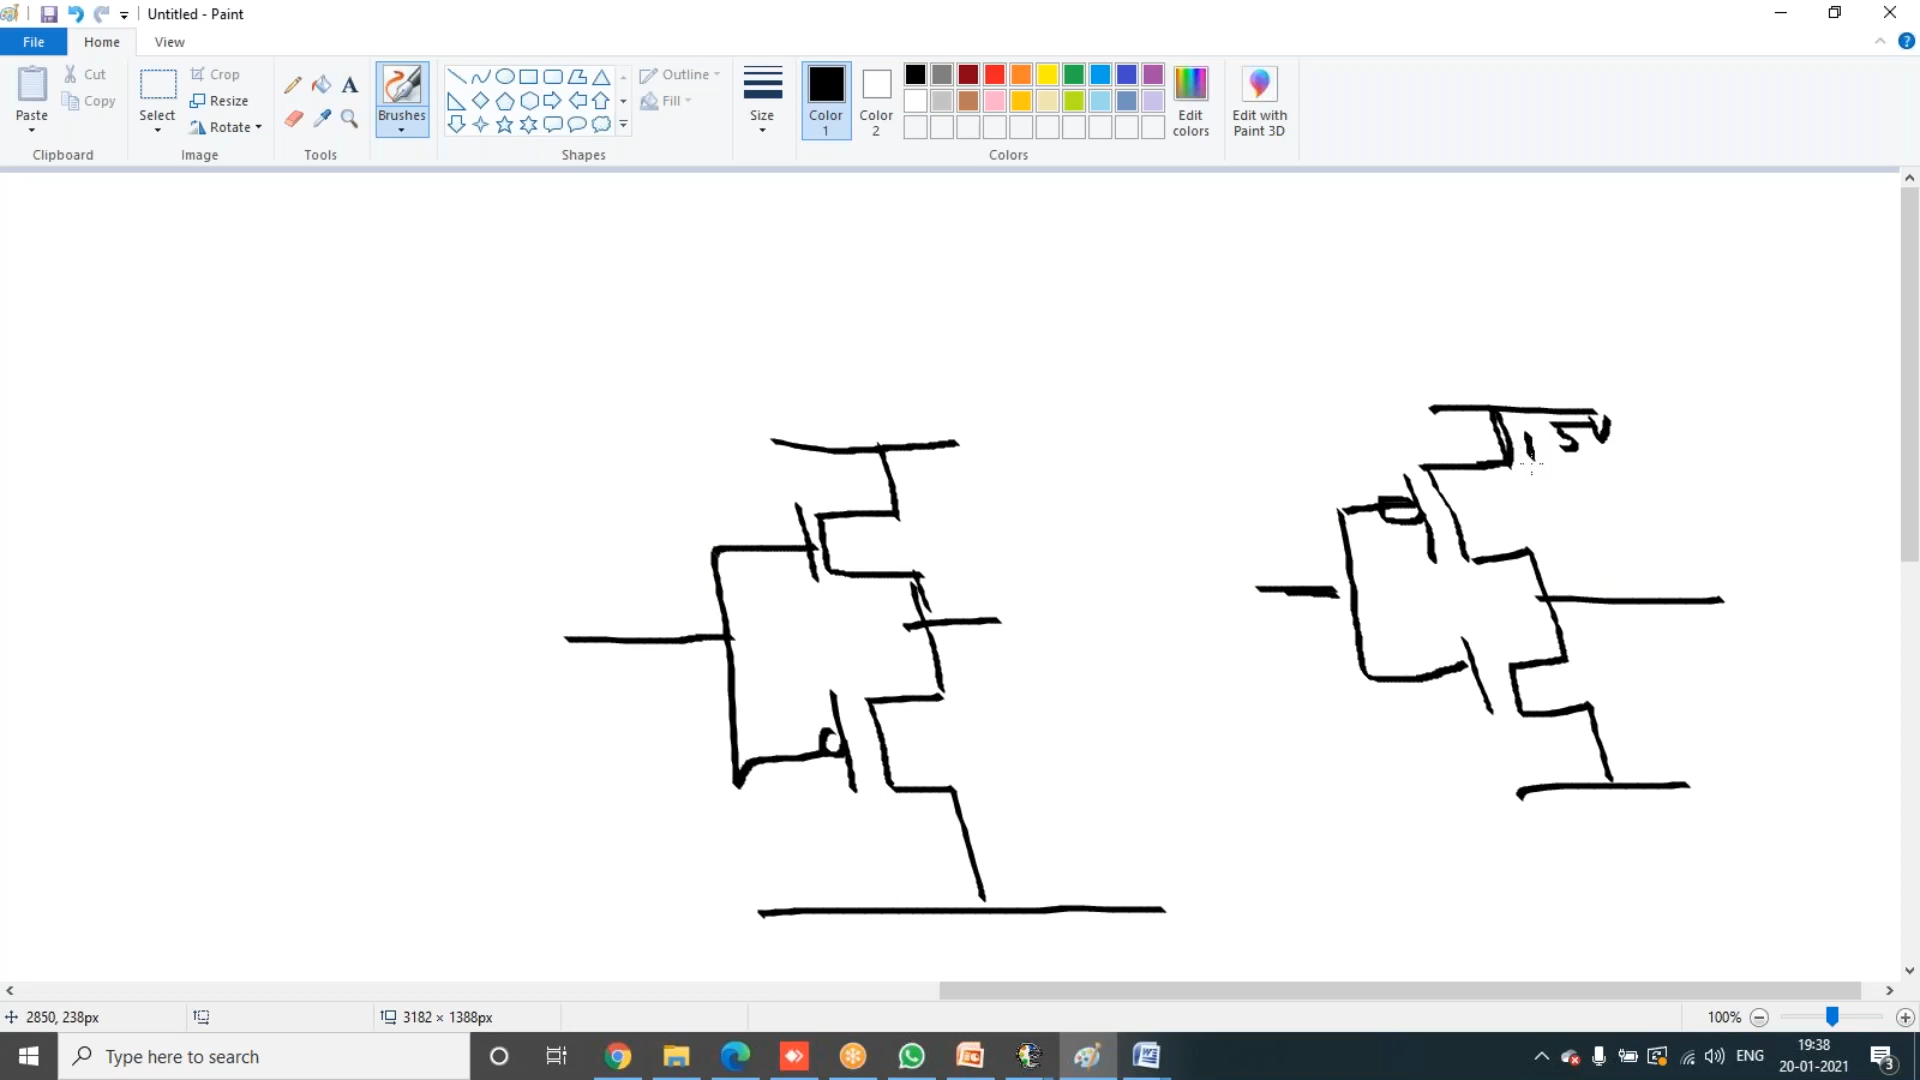 Untitled - Paint
File Home View
Paste Cut Copy Clipboard
Select Crop Resize Rotate Image
Tools
Brushes
Outline Fill Shapes
Size
Color 1 Color 2 Edit colors Colors
Edit with Paint 3D
A
?
5V
2850, 238px 3182 × 1388px 100%
Type here to search
ENG 19:38 20-01-2021 3